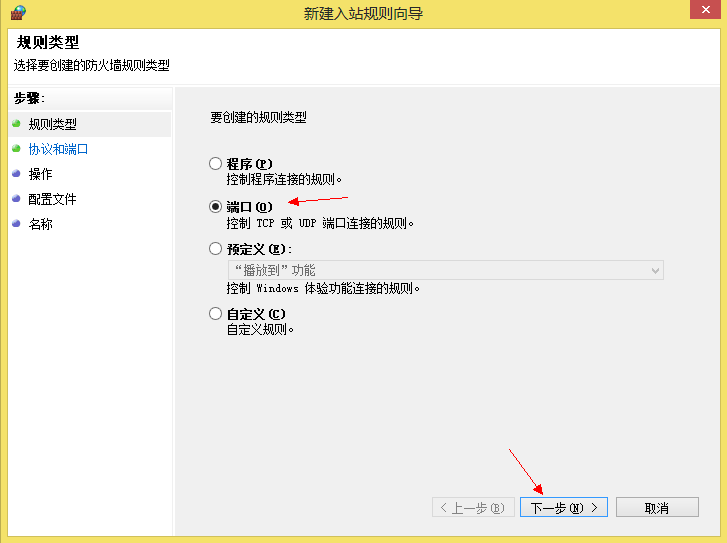 新建入站规则向导
规则类型
选择要创建的防火墙规则类型
步骤:
规则类型
协议和端口
操作
配置文件
名称
要创建的规则类型
程序(P)
控制程序连接的规则。
端口(O)
控制 TCP 或 UDP 端口连接的规则。
预定义(E):
“播放到”功能
控制 Windows 体验功能连接的规则。
自定义(C)
自定义规则。
< 上一步(B)
下一步(N) >
取消